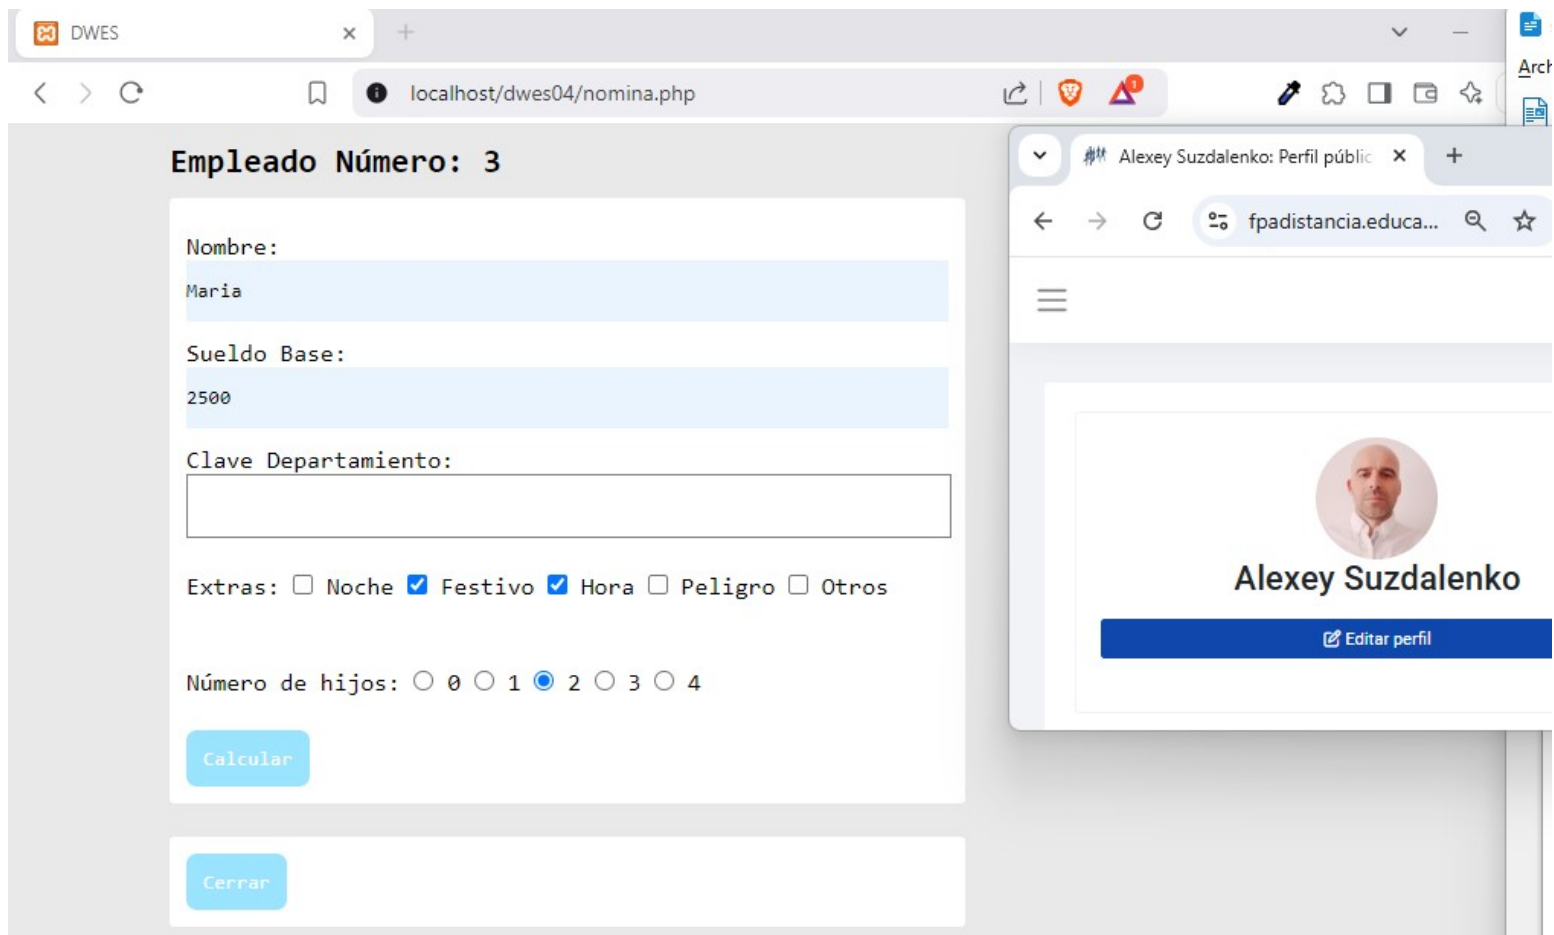 DWES
localhost/dwes04/nomina.php
1
Arch
Empleado Número: 3
Nombre:
Maria
Sueldo Base:
2500
Clave Departamiento:
Extras: Noche Festivo Hora Peligro Otros
Número de hijos: 0 1 2 3 4
Calcular
Cerrar
Alexey Suzdalenko: Perfil públic
fpadistancia.educa...
Alexey Suzdalenko
Editar perfil